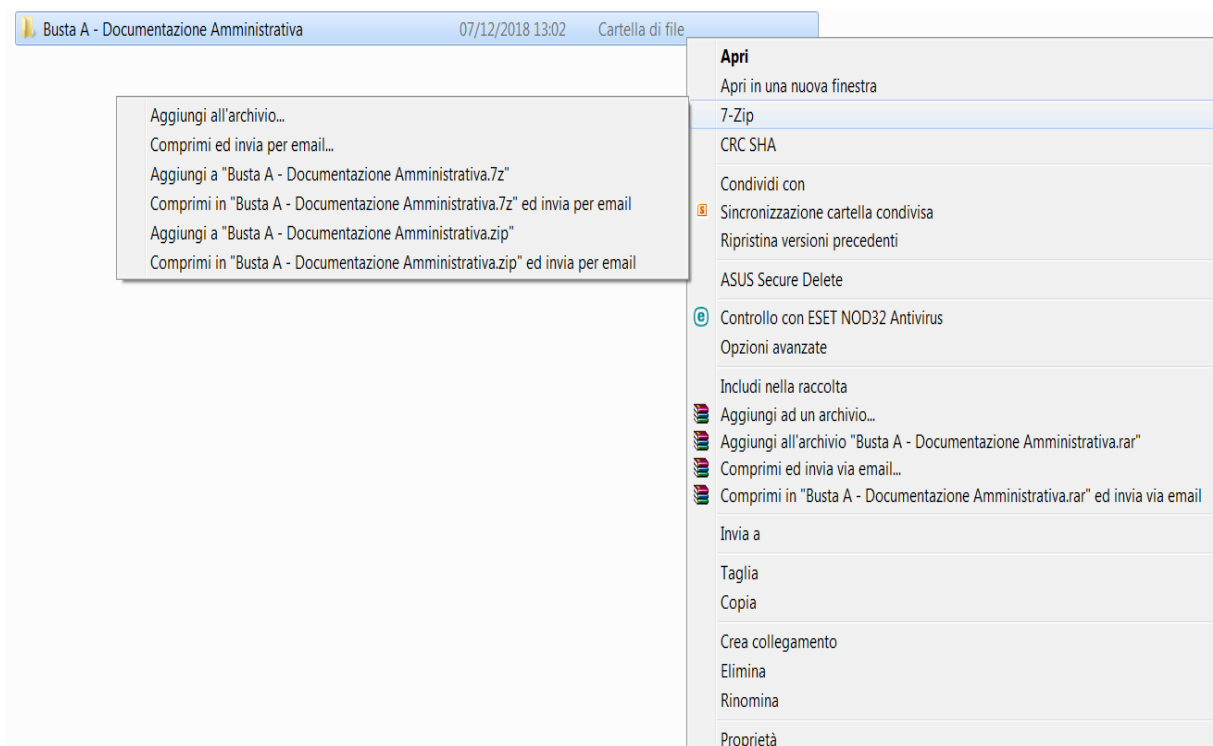 Busta A - Documentazione Amministrativa 07/12/2018 13:02 Cartella di file
Apri
Apri in una nuova finestra
7-Zip
CRC SHA
Condividi con
Sincronizzazione cartella condivisa
Ripristina versioni precedenti
ASUS Secure Delete
Controllo con ESET NOD32 Antivirus
Opzioni avanzate
Includi nella raccolta
Aggiungi ad un archivio...
Aggiungi all'archivio "Busta A - Documentazione Amministrativa.rar"
Comprimi ed invia via email...
Comprimi in "Busta A - Documentazione Amministrativa.rar" ed invia via email
Invia a
Taglia
Copia
Crea collegamento
Elimina
Rinomina
Proprietà
Aggiungi all'archivio...
Comprimi ed invia per email...
Aggiungi a "Busta A - Documentazione Amministrativa.7z"
Comprimi in "Busta A - Documentazione Amministrativa.7z" ed invia per email
Aggiungi a "Busta A - Documentazione Amministrativa.zip"
Comprimi in "Busta A - Documentazione Amministrativa.zip" ed invia per email